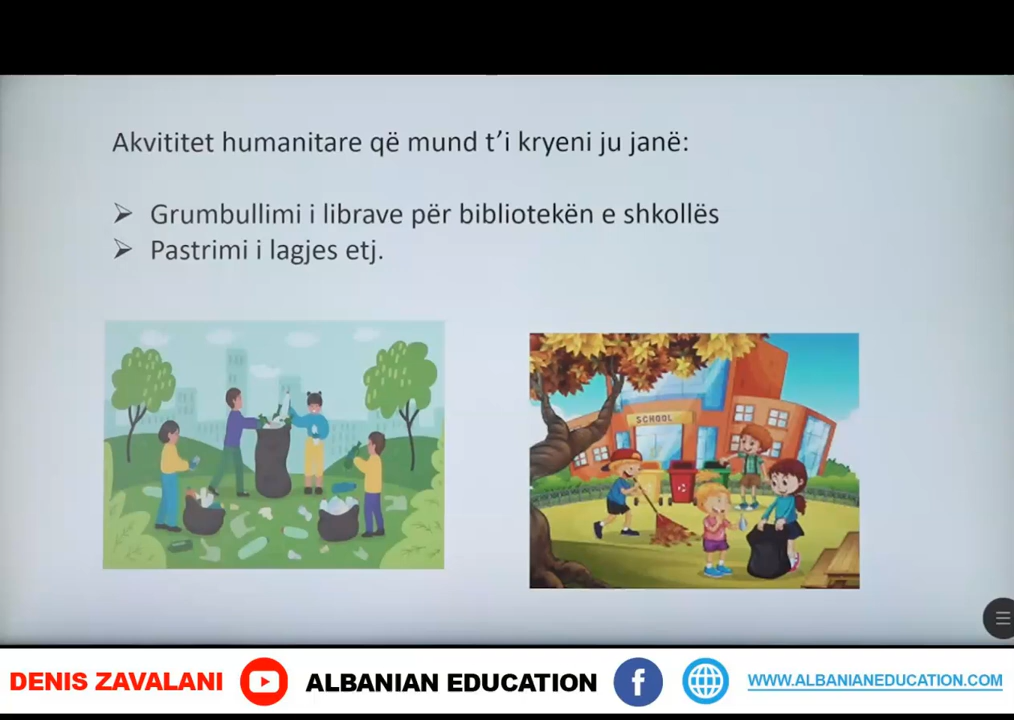 Akvititet humanitare që mund t’i kryeni ju janë:
➢ Grumbullimi i librave për bibliotekën e shkollës
➢ Pastrimi i lagjes etj.
SCHOOL
DENIS ZAVALANI ALBANIAN EDUCATION WWW.ALBANIANEDUCATION.COM